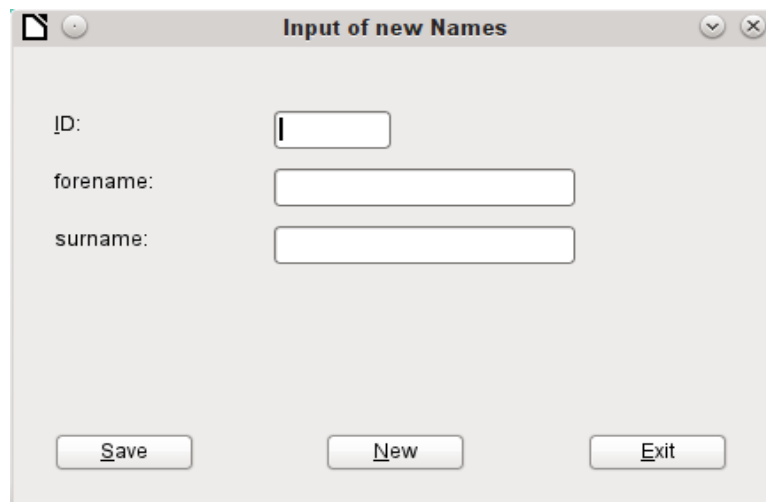 Input of new Names
ID:
forename:
surname:
Save New Exit